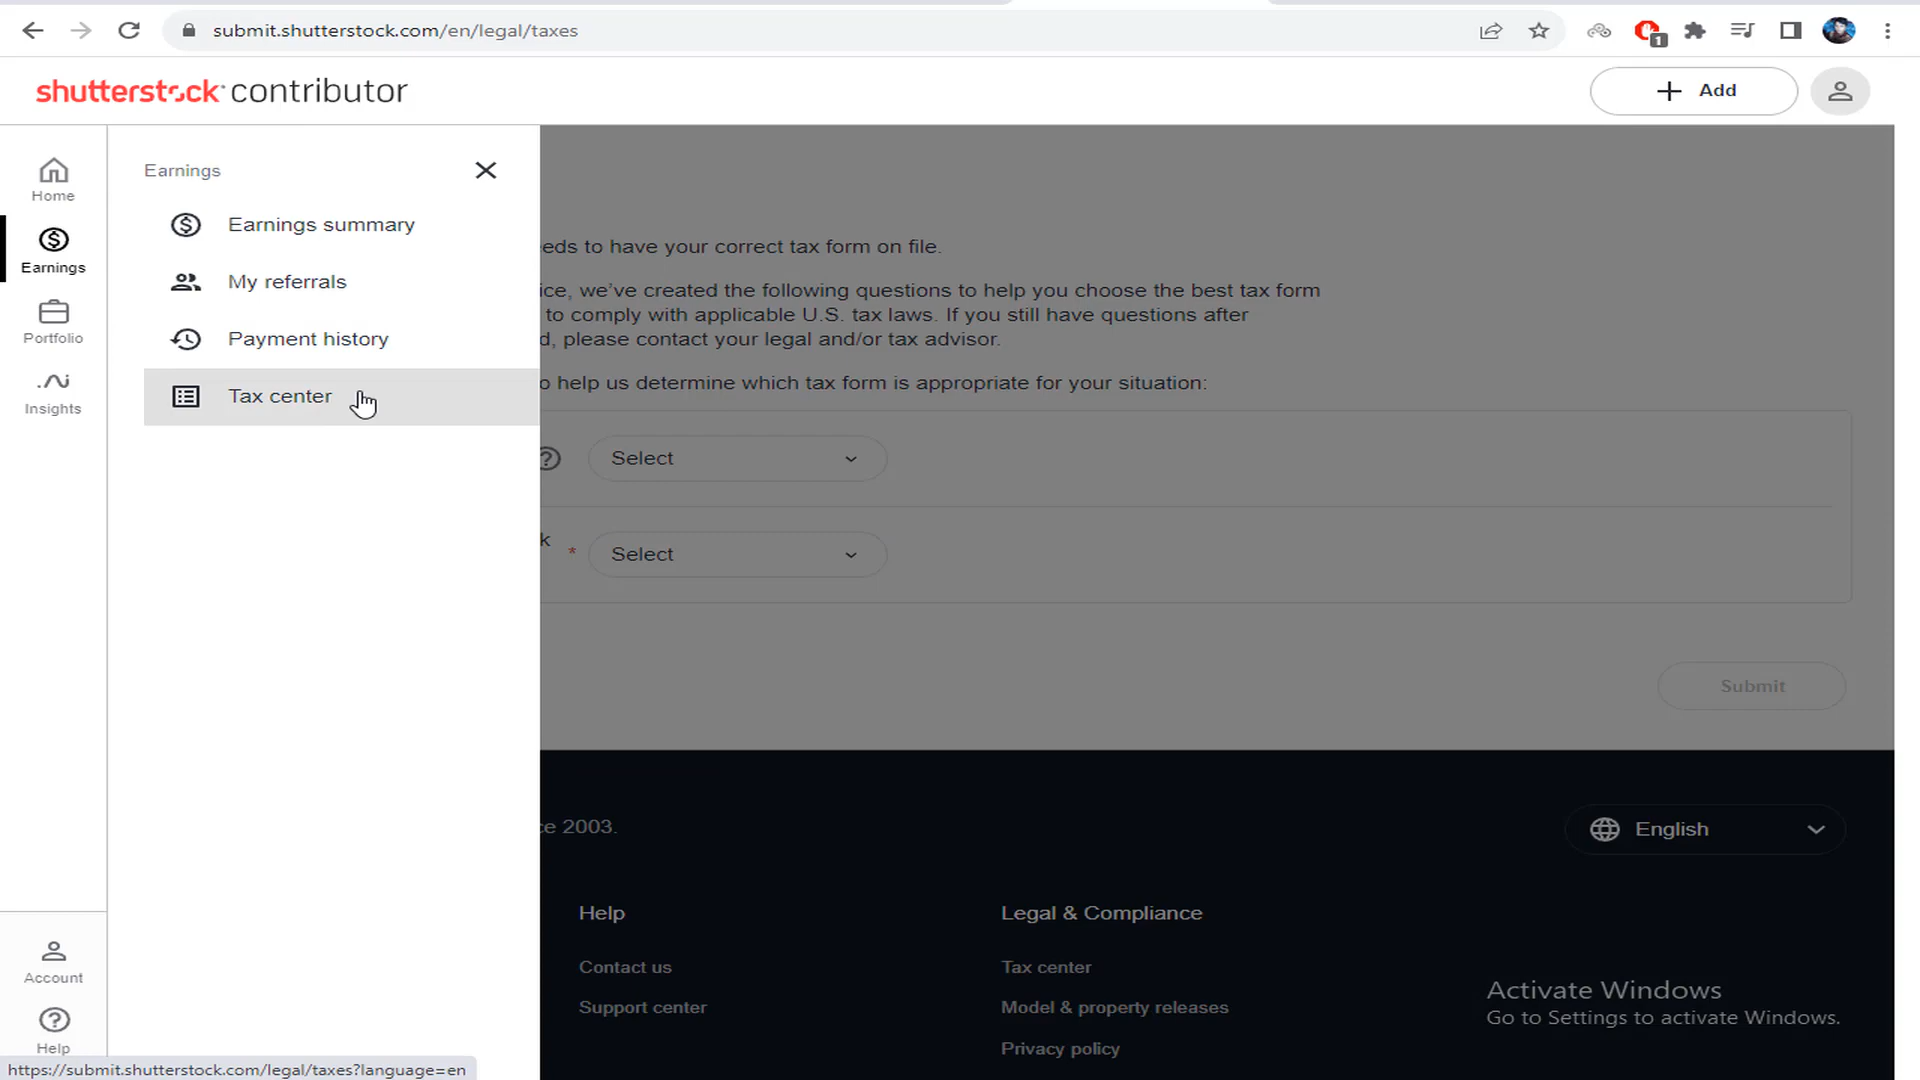 submit.shutterstock.com/en/legal/taxes
1
shutterstock contributor
Add
Home
Earnings
Portfolio
Insights
Account
Help
Earnings
Earnings summary
My referrals
Payment history
Tax center
eds to have your correct tax form on file.
ice, we've created the following questions to help you choose the best tax form
to comply with applicable U.S. tax laws. If you still have questions after
d, please contact your legal and/or tax advisor.
o help us determine which tax form is appropriate for your situation:
Select
k * Select
Submit
ce 2003.
English
Help
Contact us
Support center
Legal & Compliance
Tax center
Model & property releases
Privacy policy
Activate Windows
Go to Settings to activate Windows.
https://submit.shutterstock.com/legal/taxes?language=en